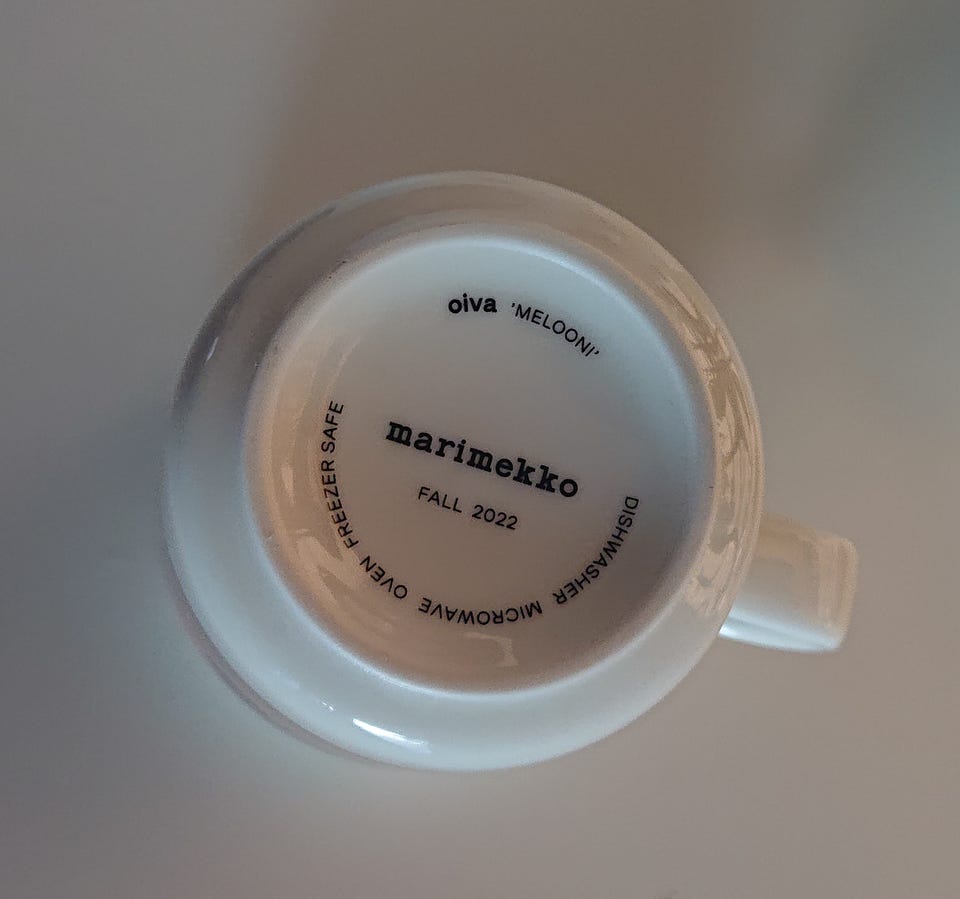 oiva 'MELOONI'
marimekko
FALL 2022
DISHWASHER MICROWAVE OVEN FREEZER SAFE